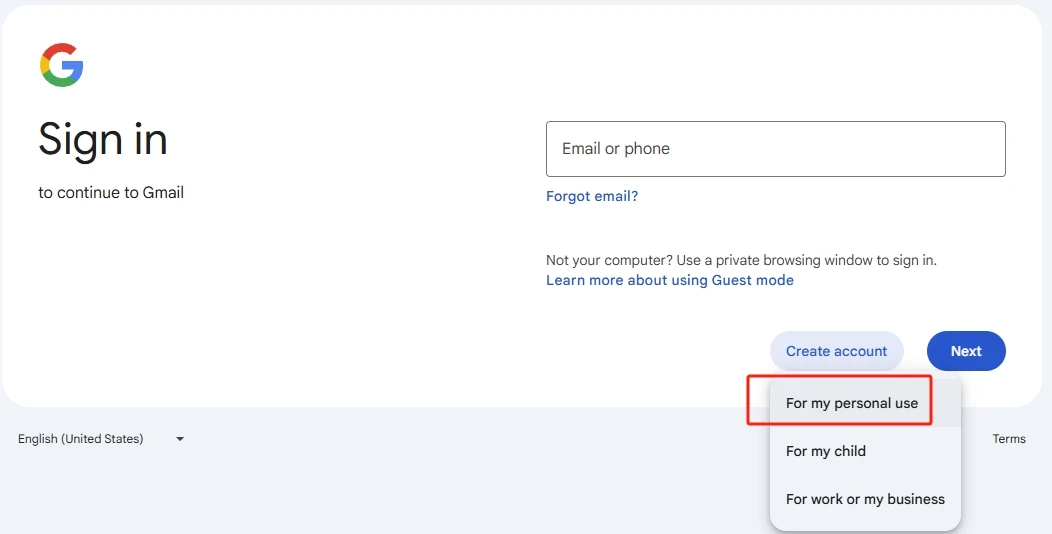 Sign in
to continue to Gmail
Email or phone
Forgot email?
Not your computer? Use a private browsing window to sign in.
Learn more about using Guest mode
Create account
Next
For my personal use
For my child
For work or my business
English (United States)
Terms